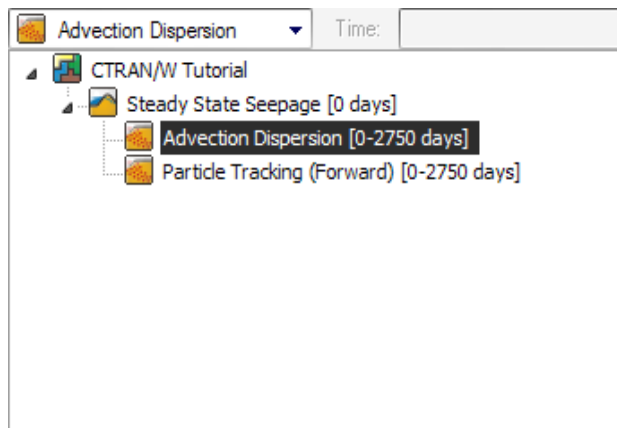 Advection Dispersion Time:
CTRAN/W Tutorial
Steady State Seepage [0 days]
Advection Dispersion [0-2750 days]
Particle Tracking (Forward) [0-2750 days]